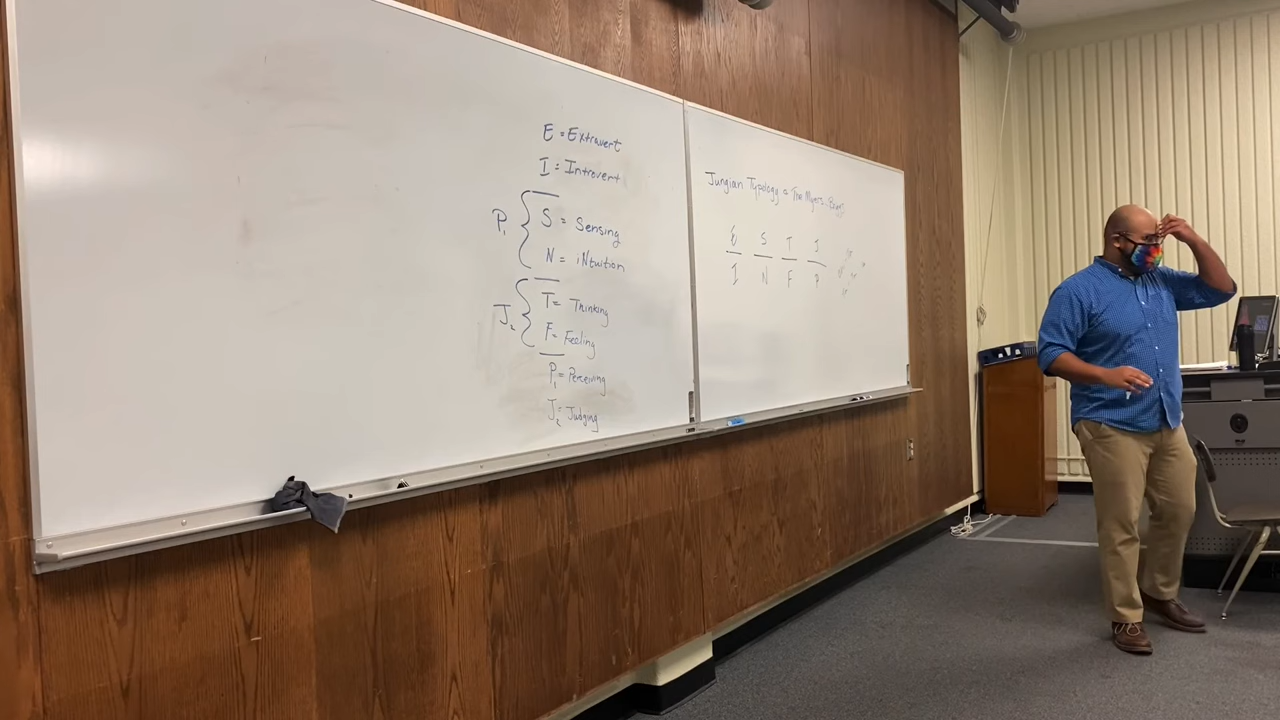 E = Extravert
I = Introvert
P₁ { S = Sensing
N = iNtuition
J₂ { T = Thinking
F = Feeling
P₁ = Perceiving
J₂ = Judging
Jungian Typology & The Myers-Briggs
E S T J
I N F P